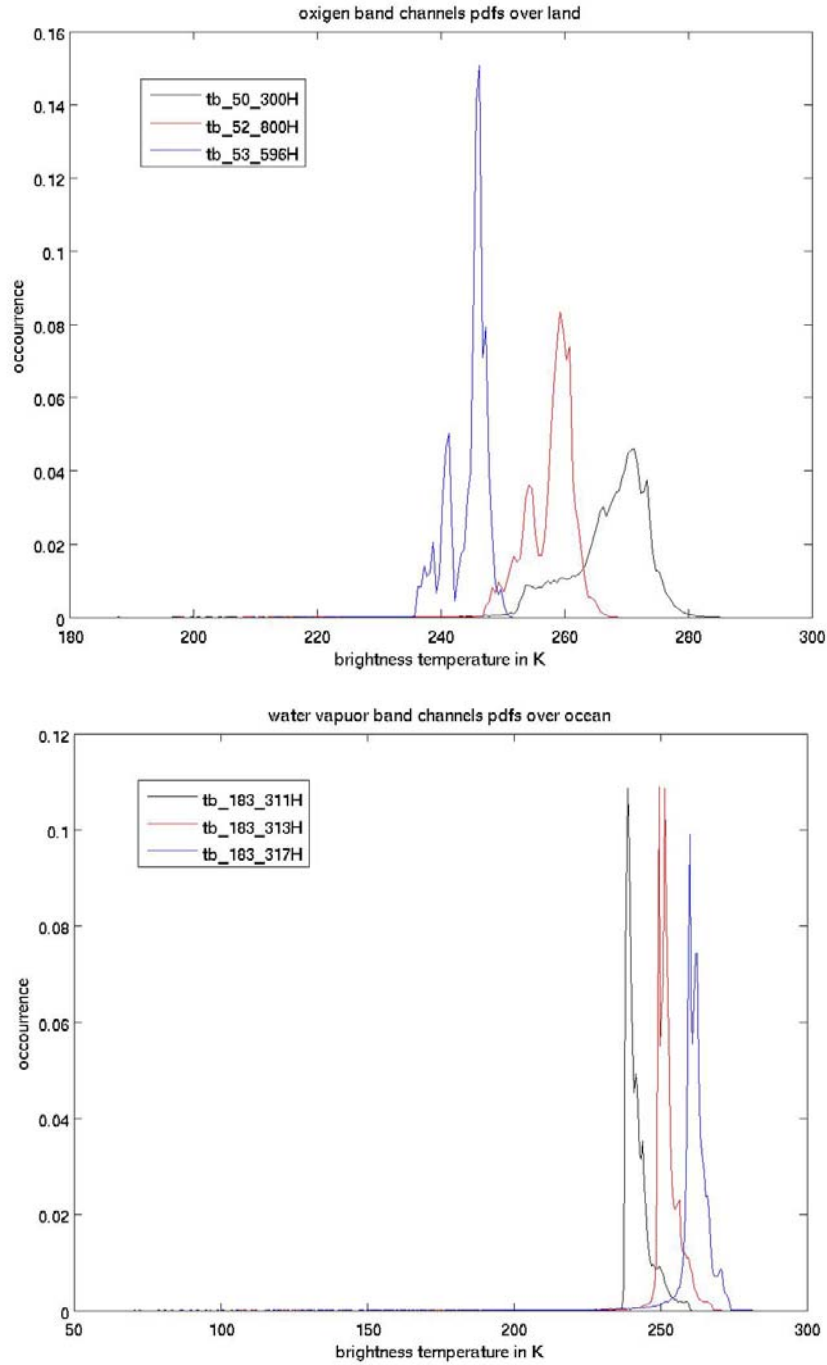 oxigen band channels pdfs over land
0.16
0.14
0.12
0.1
0.08
0.06
0.04
0.02
0
occourrence
tb_50_300H
tb_52_800H
tb_53_596H
180 200 220 240 260 280 300
brightness temperature in K
water vapuor band channels pdfs over ocean
0.12
0.1
0.08
0.06
0.04
0.02
0
occourrence
tb_183_311H
tb_183_313H
tb_183_317H
50 100 150 200 250 300
brightness temperature in K